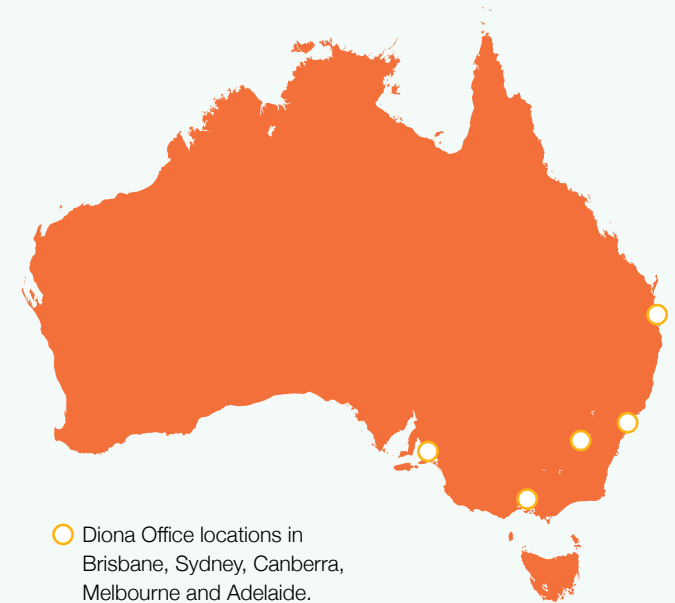 Diona Office locations in
Brisbane, Sydney, Canberra,
Melbourne and Adelaide.